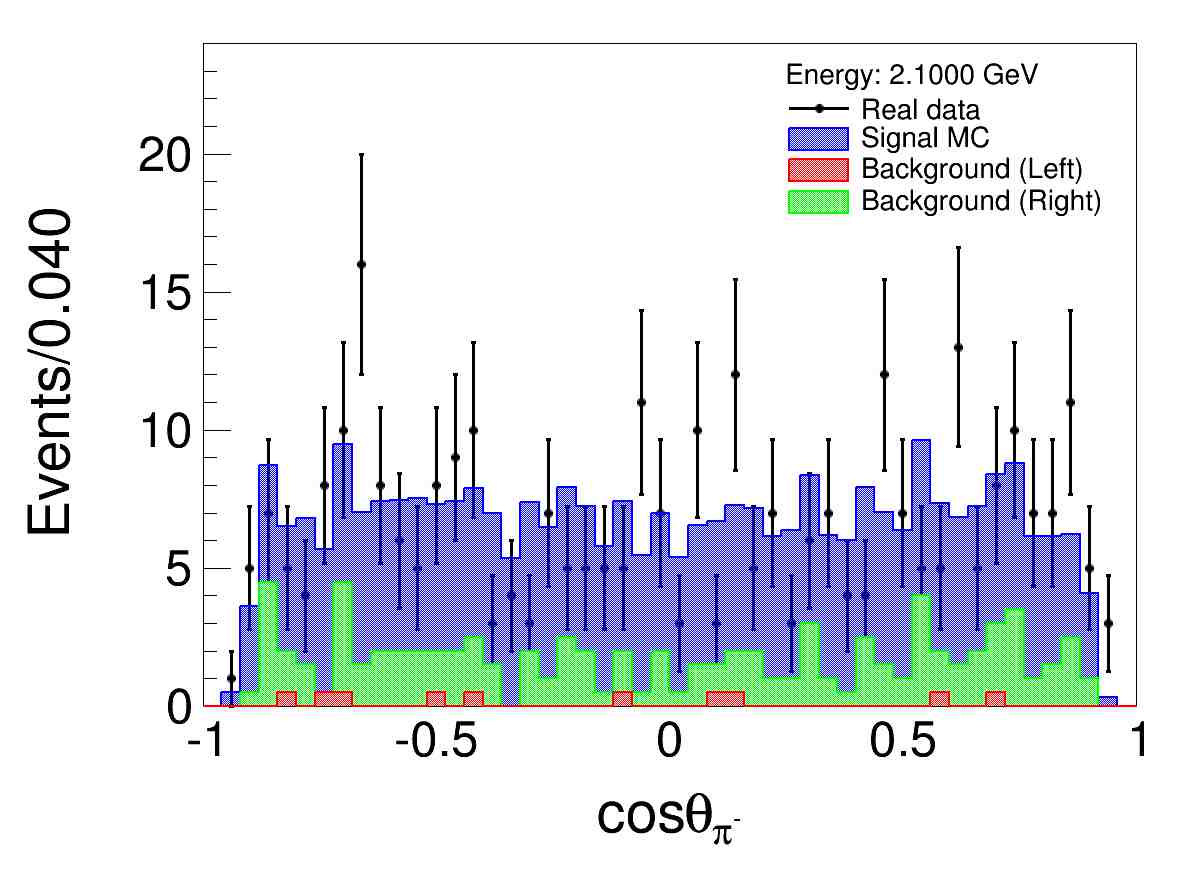 Energy: 2.1000 GeV
Real data
Signal MC
Background (Left)
Background (Right)
Events/0.040
20
15
10
5
0
-1
-0.5
0
0.5
1
cosθπ-